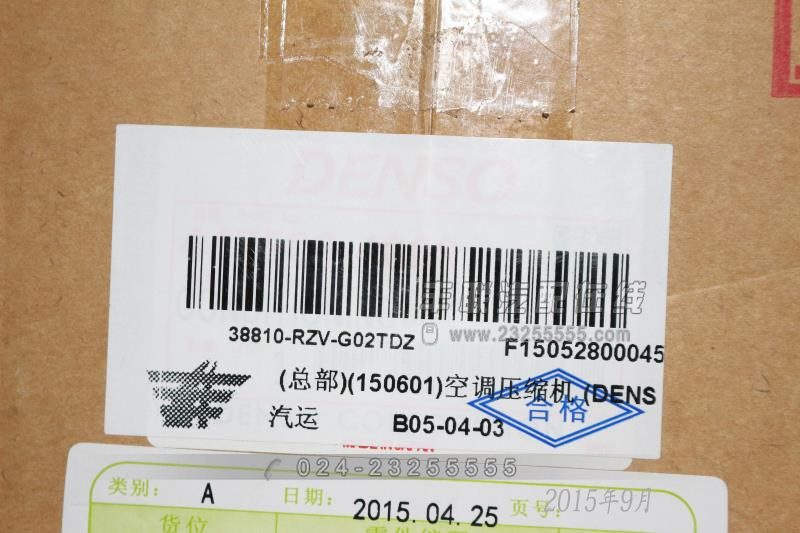 DENSO
38810-RZV-G02TDZ
F15052800045
www.23255555.com
(总部)(150601)空调压缩机 (DENS
汽运 B05-04-03
合格
024-23255555
类别: A 日期: 2015.04.25 页号:
2015年9月
货位